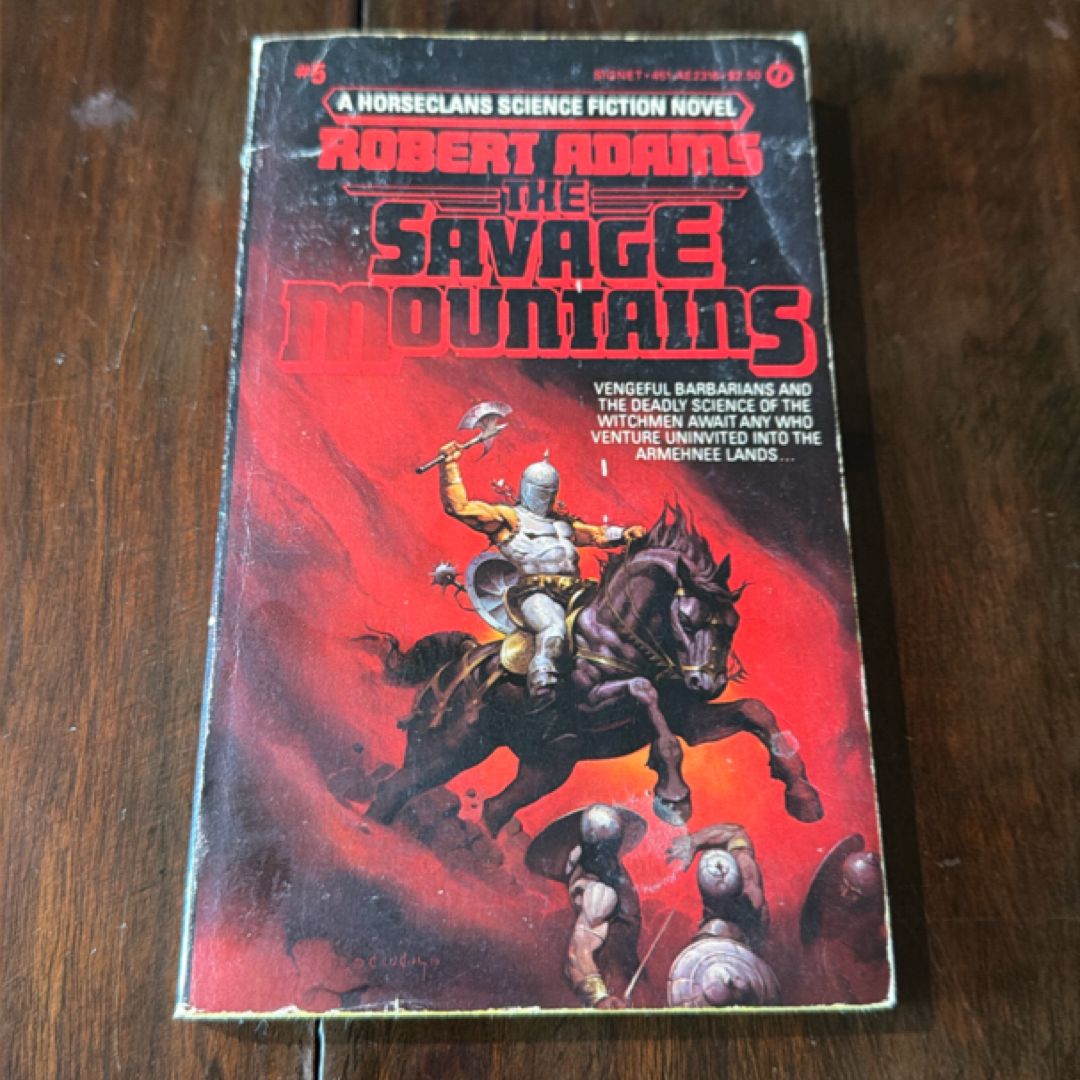 #5
SIGNET • 451-AE2316 • $2.50
A HORSECLANS SCIENCE FICTION NOVEL
ROBERT ADAMS
THE
SAVAGE
MOUNTAINS
VENGEFUL BARBARIANS AND
THE DEADLY SCIENCE OF THE
WITCHMEN AWAIT ANY WHO
VENTURE UNINVITED INTO THE
ARMEHNEE LANDS...